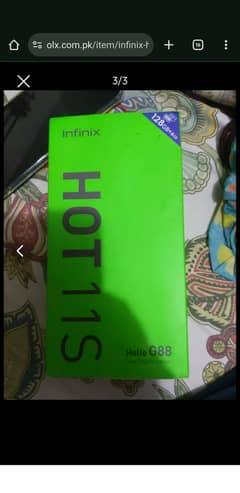 olx.com.pk/item/infinix-h
3/3
Infinix
128GB
HOT 11S
Helio G88